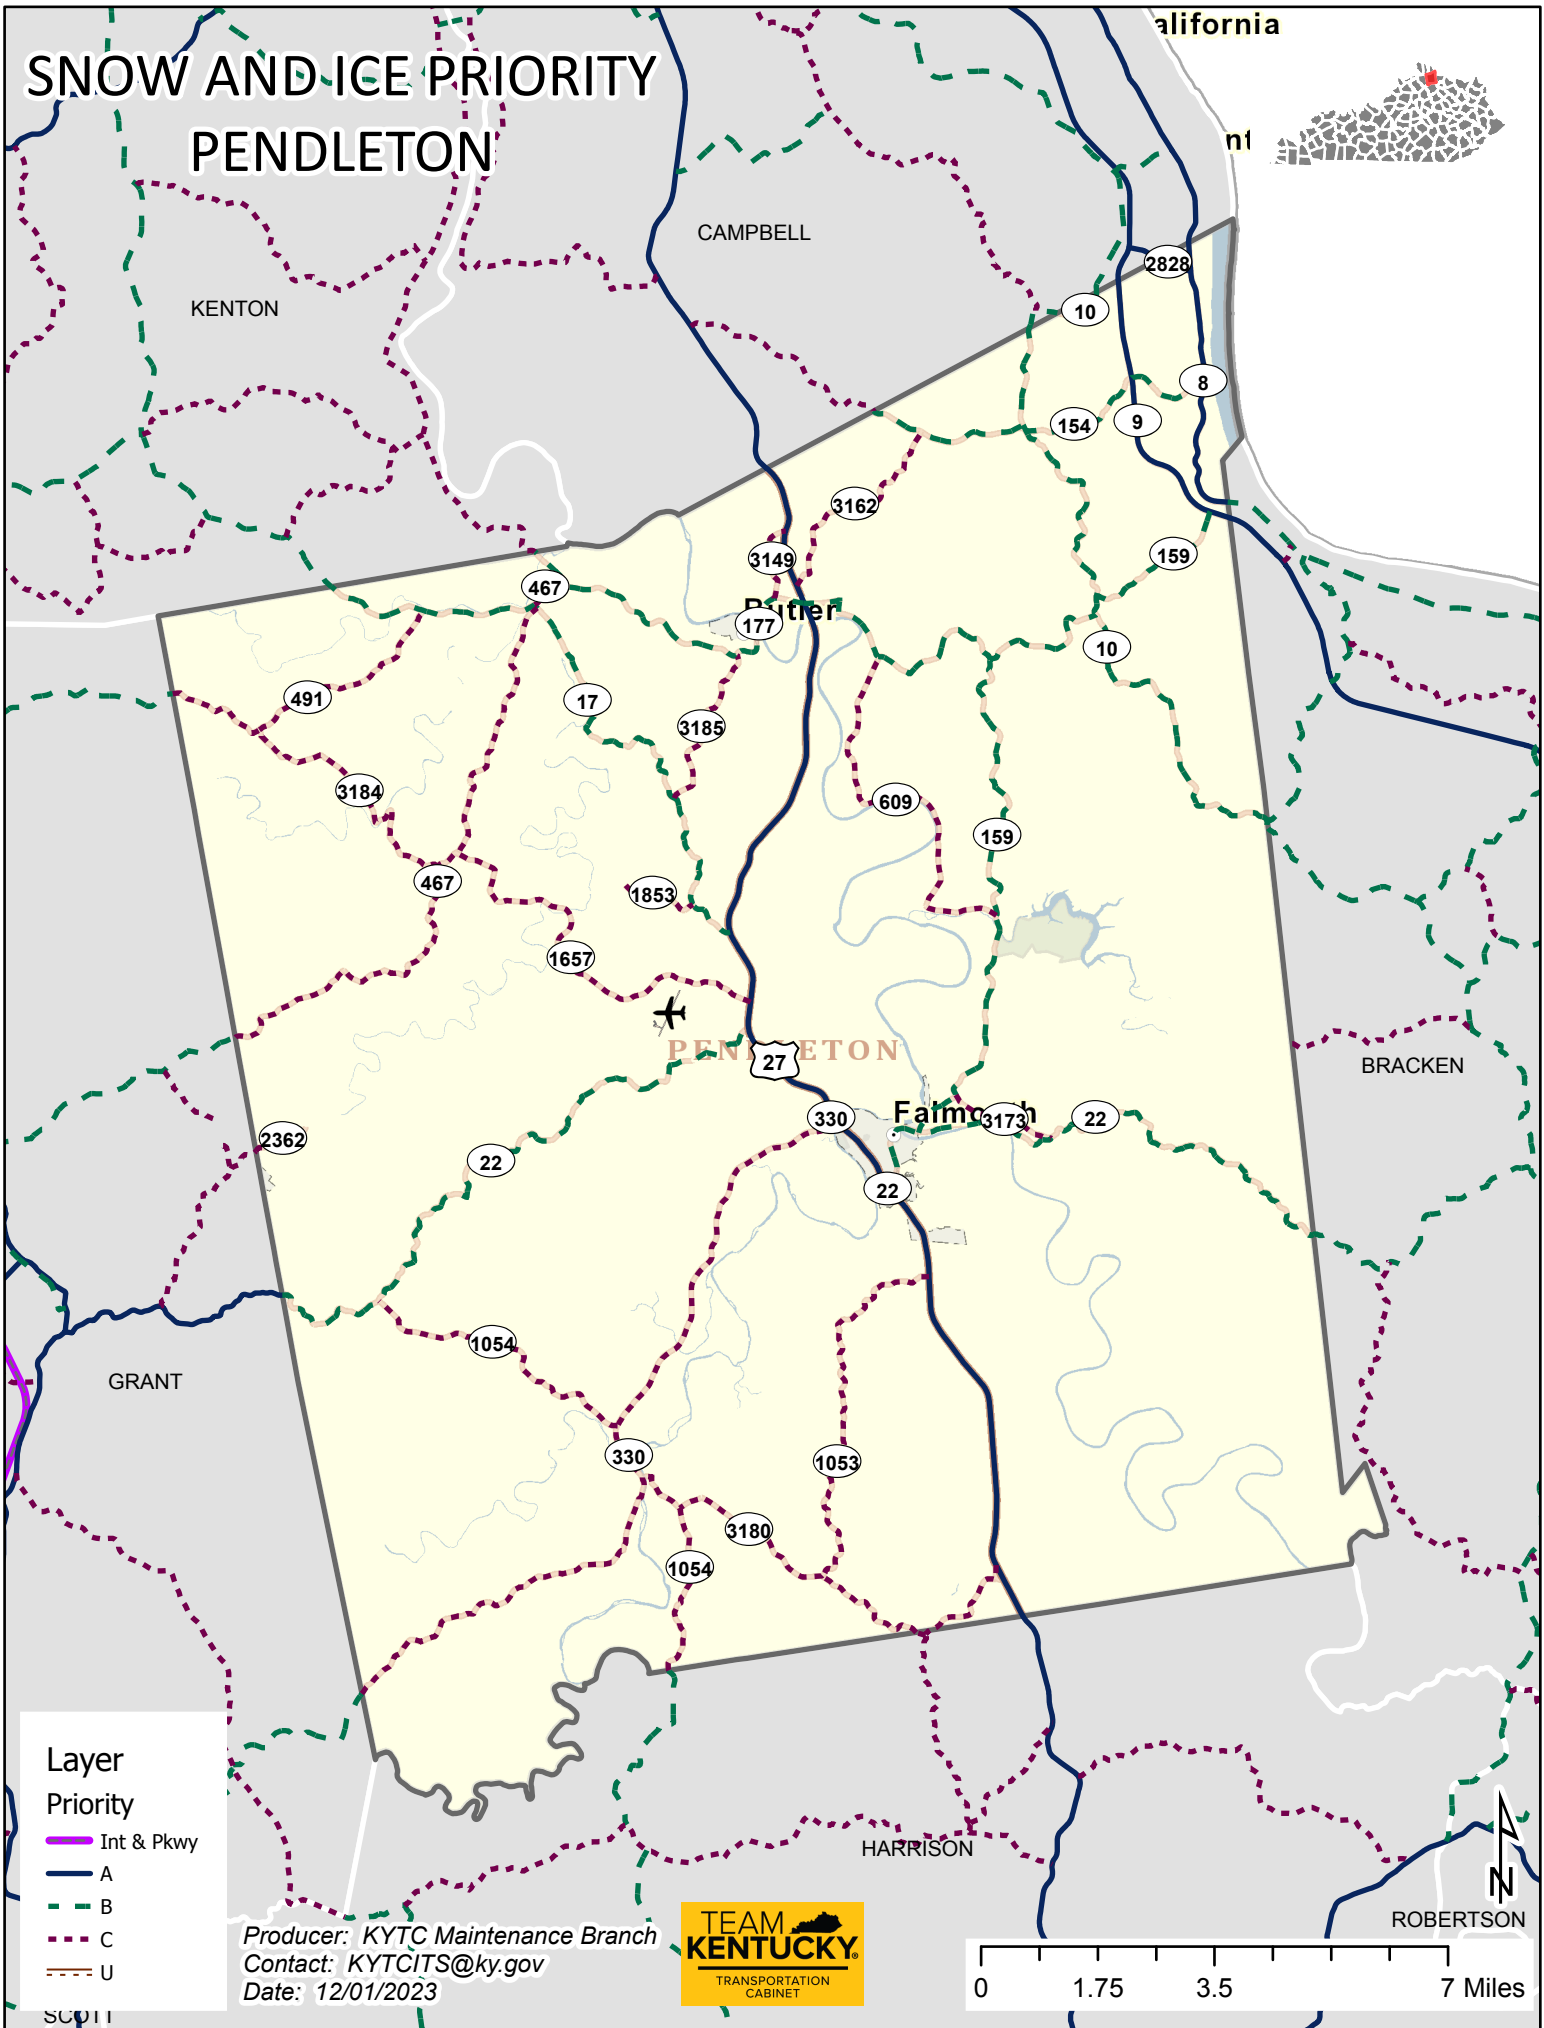 SNOW AND ICE PRIORITY
PENDLETON
alifornia
nt
CAMPBELL
KENTON
2828
10
8
154
9
3162
3149
159
467
Butler
177
10
491
17
3185
3184
609
159
467
1853
1657
PENDLETON
27
BRACKEN
330
Falmouth
3173
22
2362
22
22
1054
GRANT
330
1053
3180
1054
Layer
Priority
Int & Pkwy
A
B
C
U
HARRISON
ROBERTSON
SCOTT
Producer: KYTC Maintenance Branch
Contact: KYTCITS@ky.gov
Date: 12/01/2023
TEAM
KENTUCKY®
TRANSPORTATION
CABINET
N
0 1.75 3.5 7 Miles